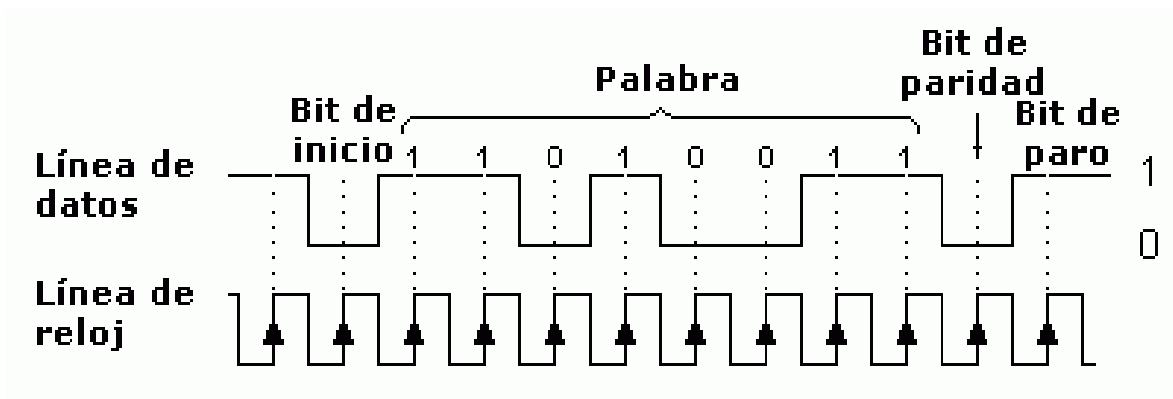 Bit de
paridad
Palabra
Bit de
inicio
Bit de
paro
1 1 0 1 0 0 1 1
Línea de
datos
1
0
Línea de
reloj